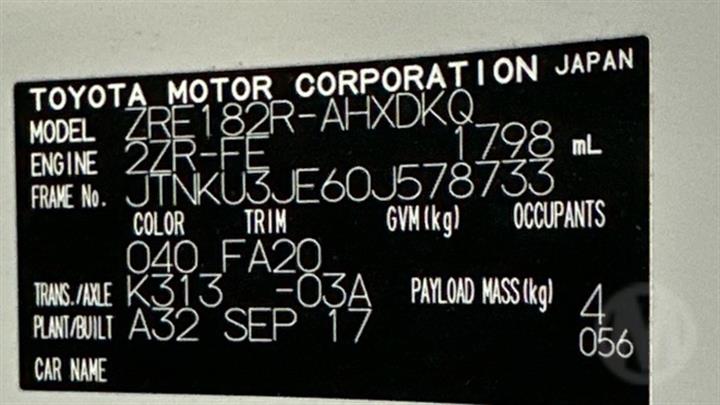 TOYOTA MOTOR CORPORATION JAPAN
MODEL ZRE182R-AHXDKQ
ENGINE 2ZR-FE 1798 mL
FRAME No. JTNKU3JE60J578733
COLOR TRIM GVM(kg) OCCUPANTS
040 FA20
TRANS./AXLE K313 -03A PAYLOAD MASS(kg) 4
PLANT/BUILT A32 SEP 17 056
CAR NAME